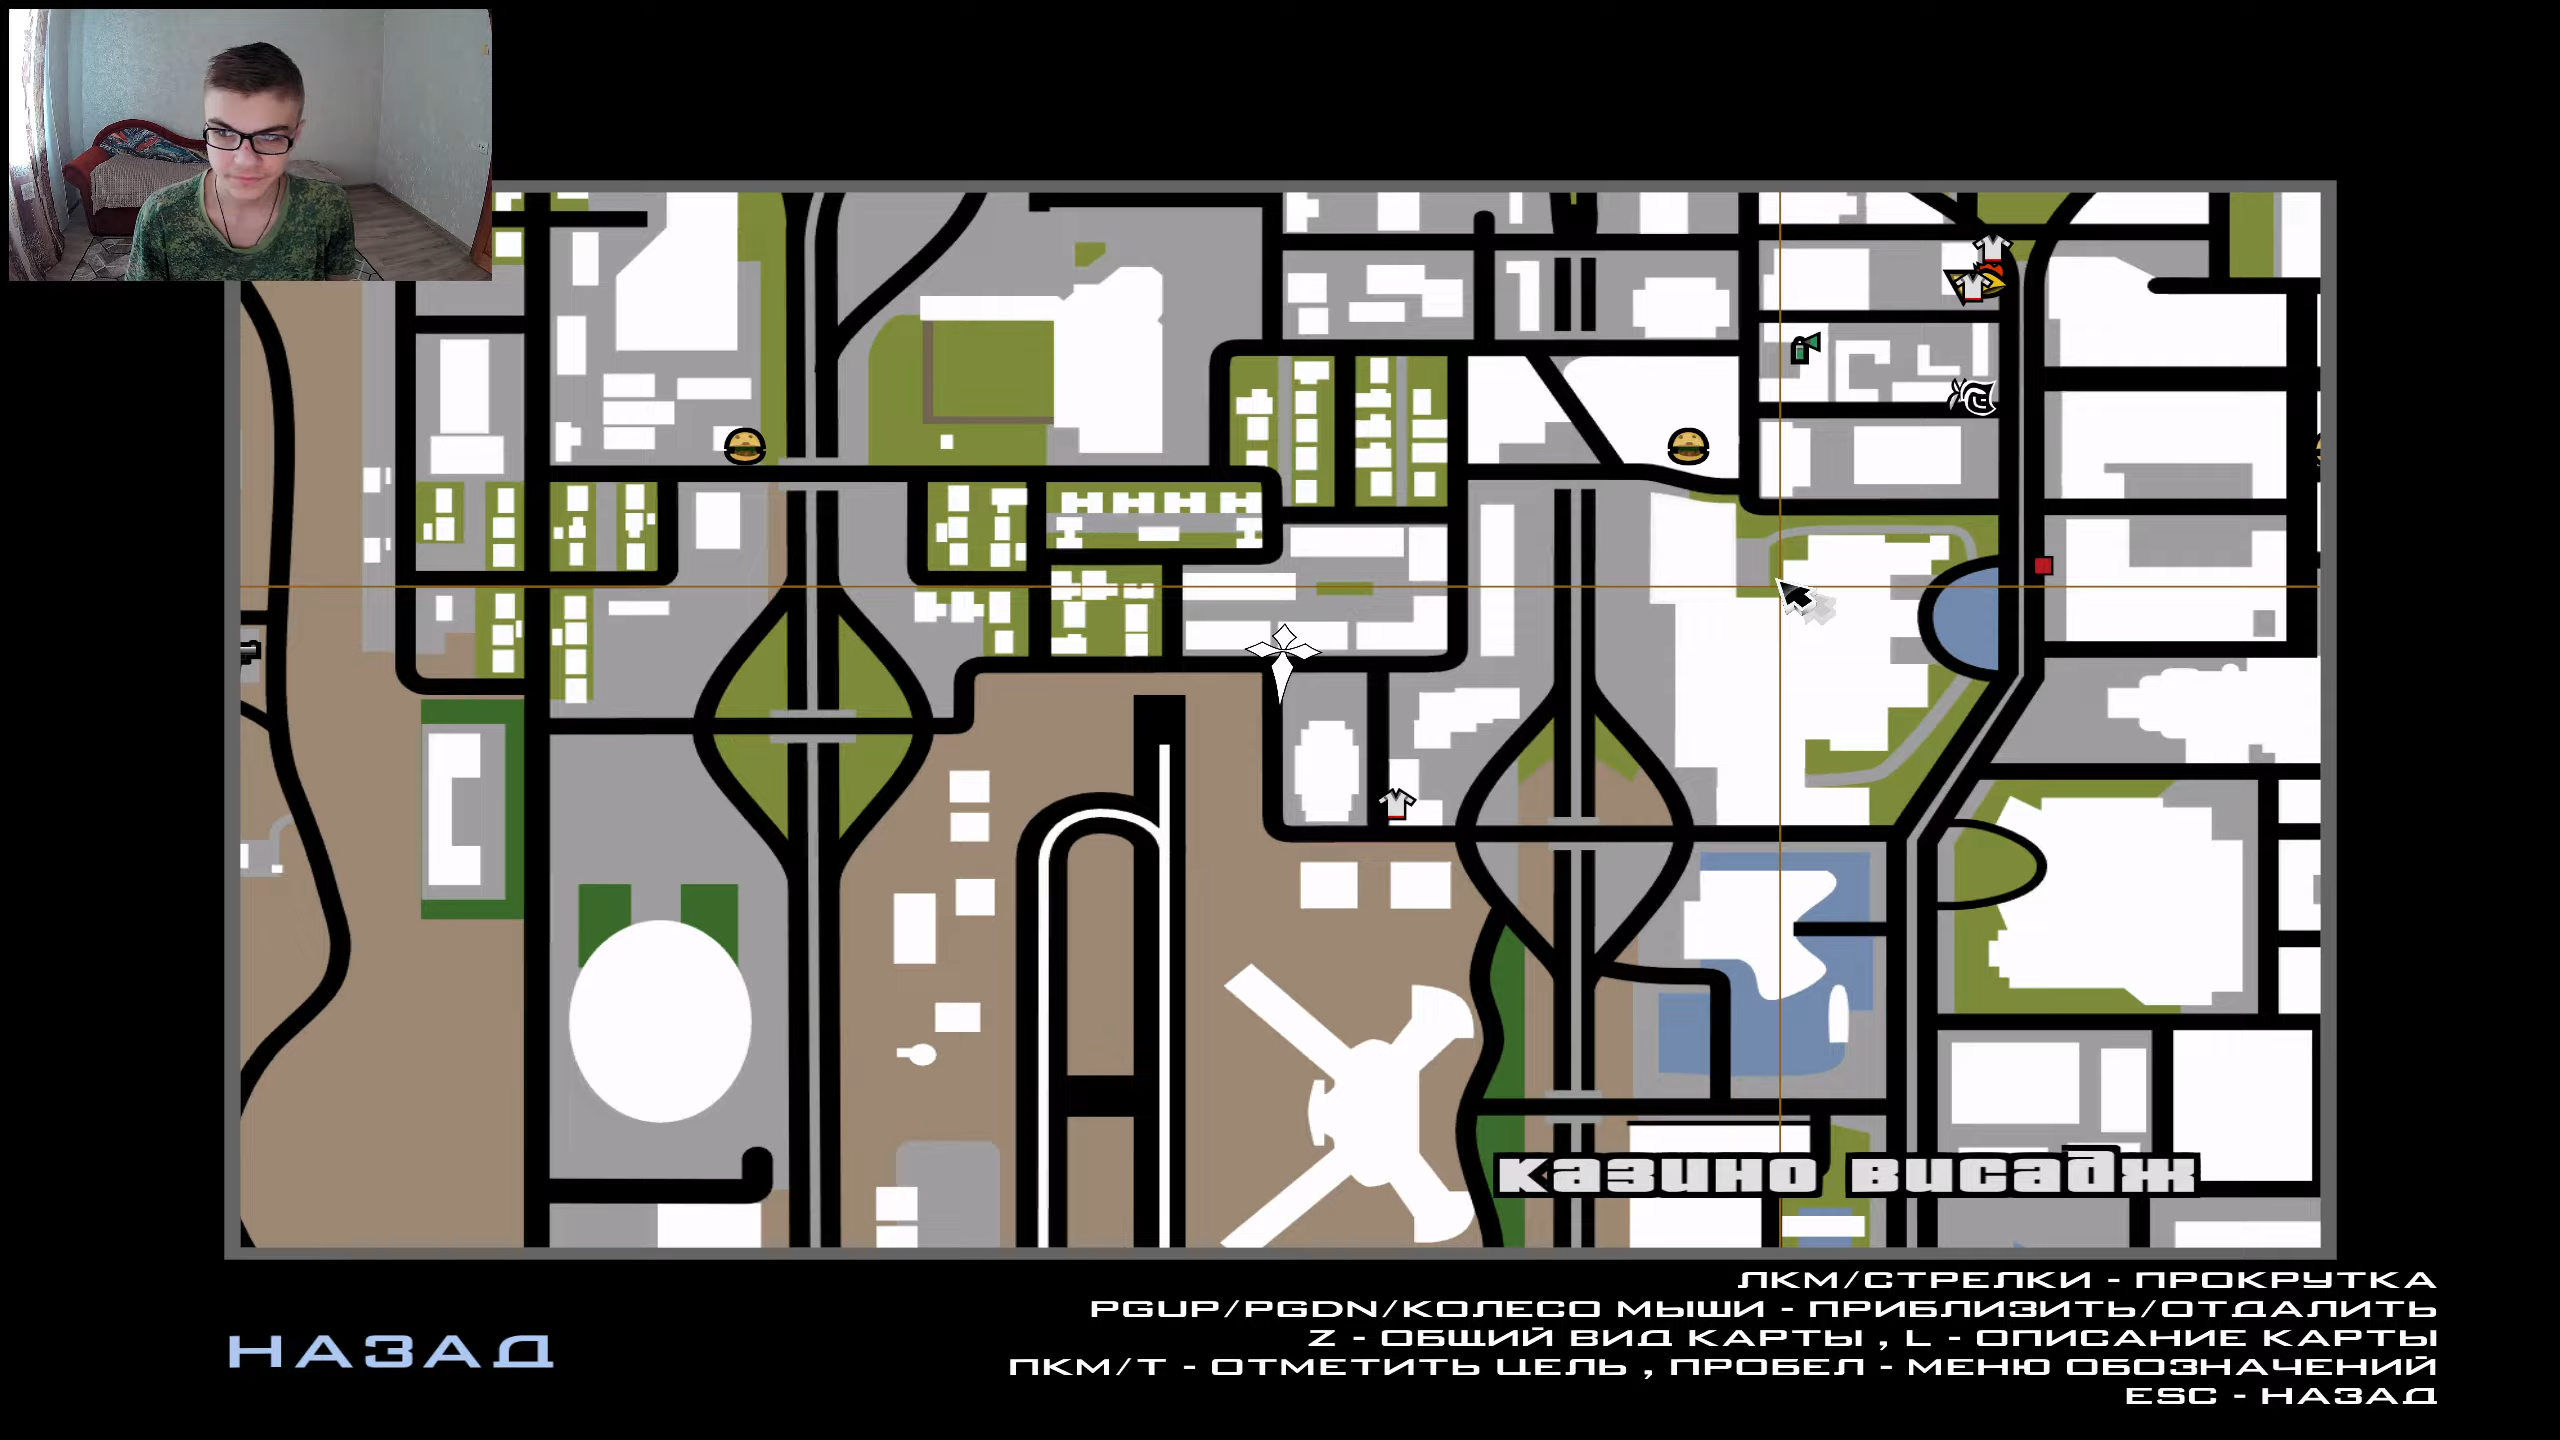 казино висадж
ЛКМ/СТРЕЛКИ - ПРОКРУТКА
PGUP/PGDN/КОЛЕСО МЫШИ - ПРИБЛИЗИТЬ/ОТДАЛИТЬ
Z - ОБЩИЙ ВИД КАРТЫ , L - ОПИСАНИЕ КАРТЫ
ПКМ/T - ОТМЕТИТЬ ЦЕЛЬ , ПРОБЕЛ - МЕНЮ ОБОЗНАЧЕНИЙ
ESC - НАЗАД
НАЗАД